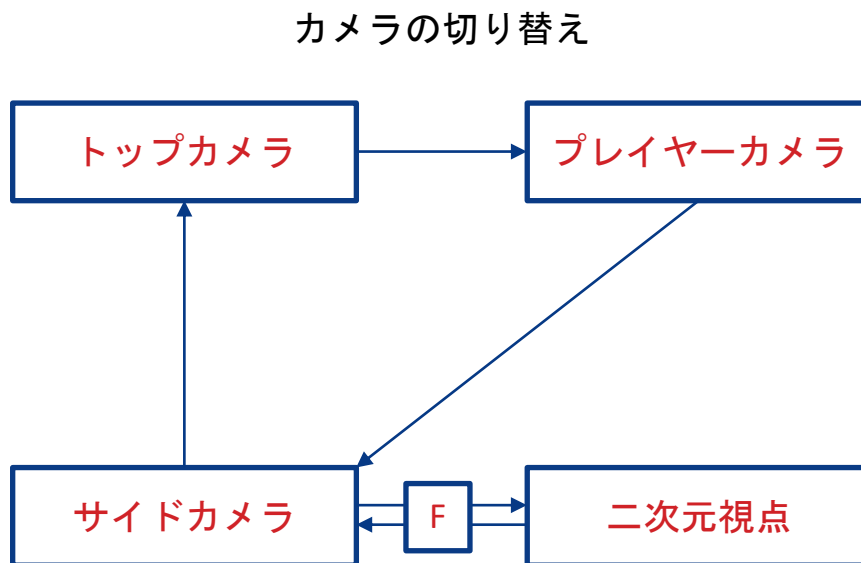 カメラの切り替え
トップカメラ
プレイヤーカメラ
サイドカメラ
F
二次元視点